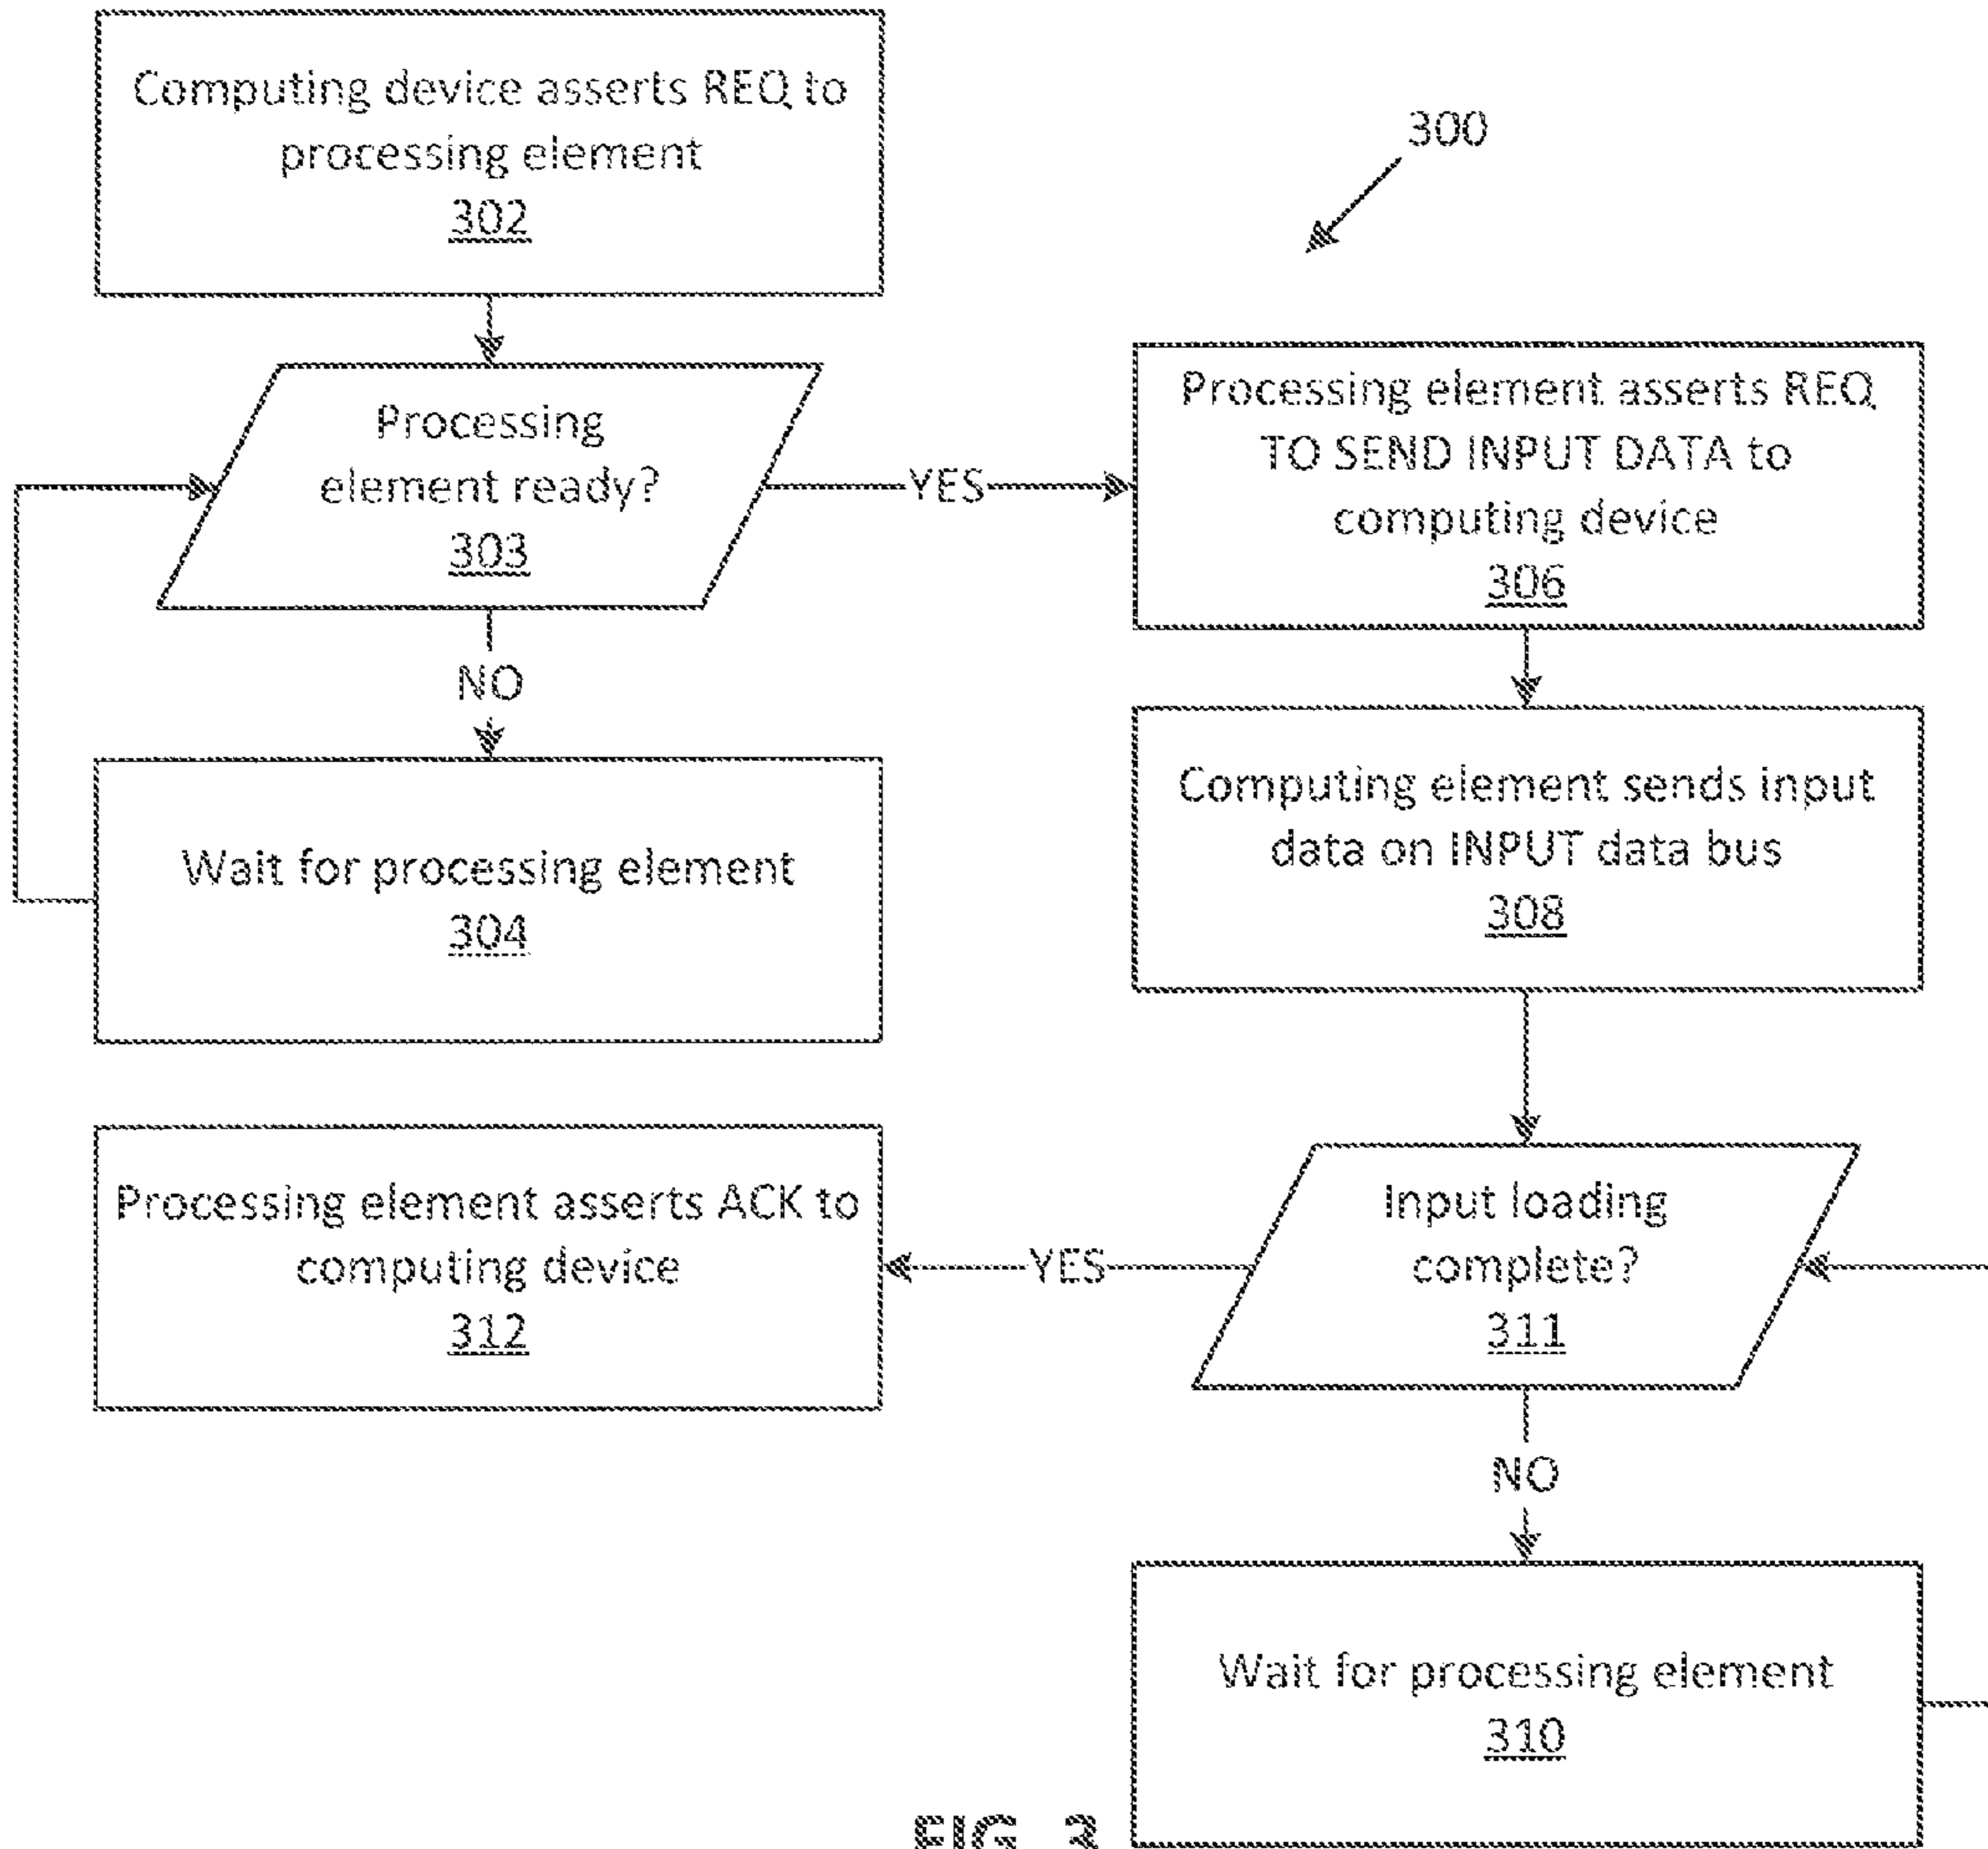 Computing device asserts REQ to
processing element
302
300
Processing
element ready?
303
YES
Processing element asserts REQ
TO SEND INPUT DATA to
computing device
306
NO
Wait for processing element
304
Computing element sends input
data on INPUT data bus
308
Processing element asserts ACK to
computing device
312
YES
Input loading
complete?
311
NO
Wait for processing element
310
FIG. 3